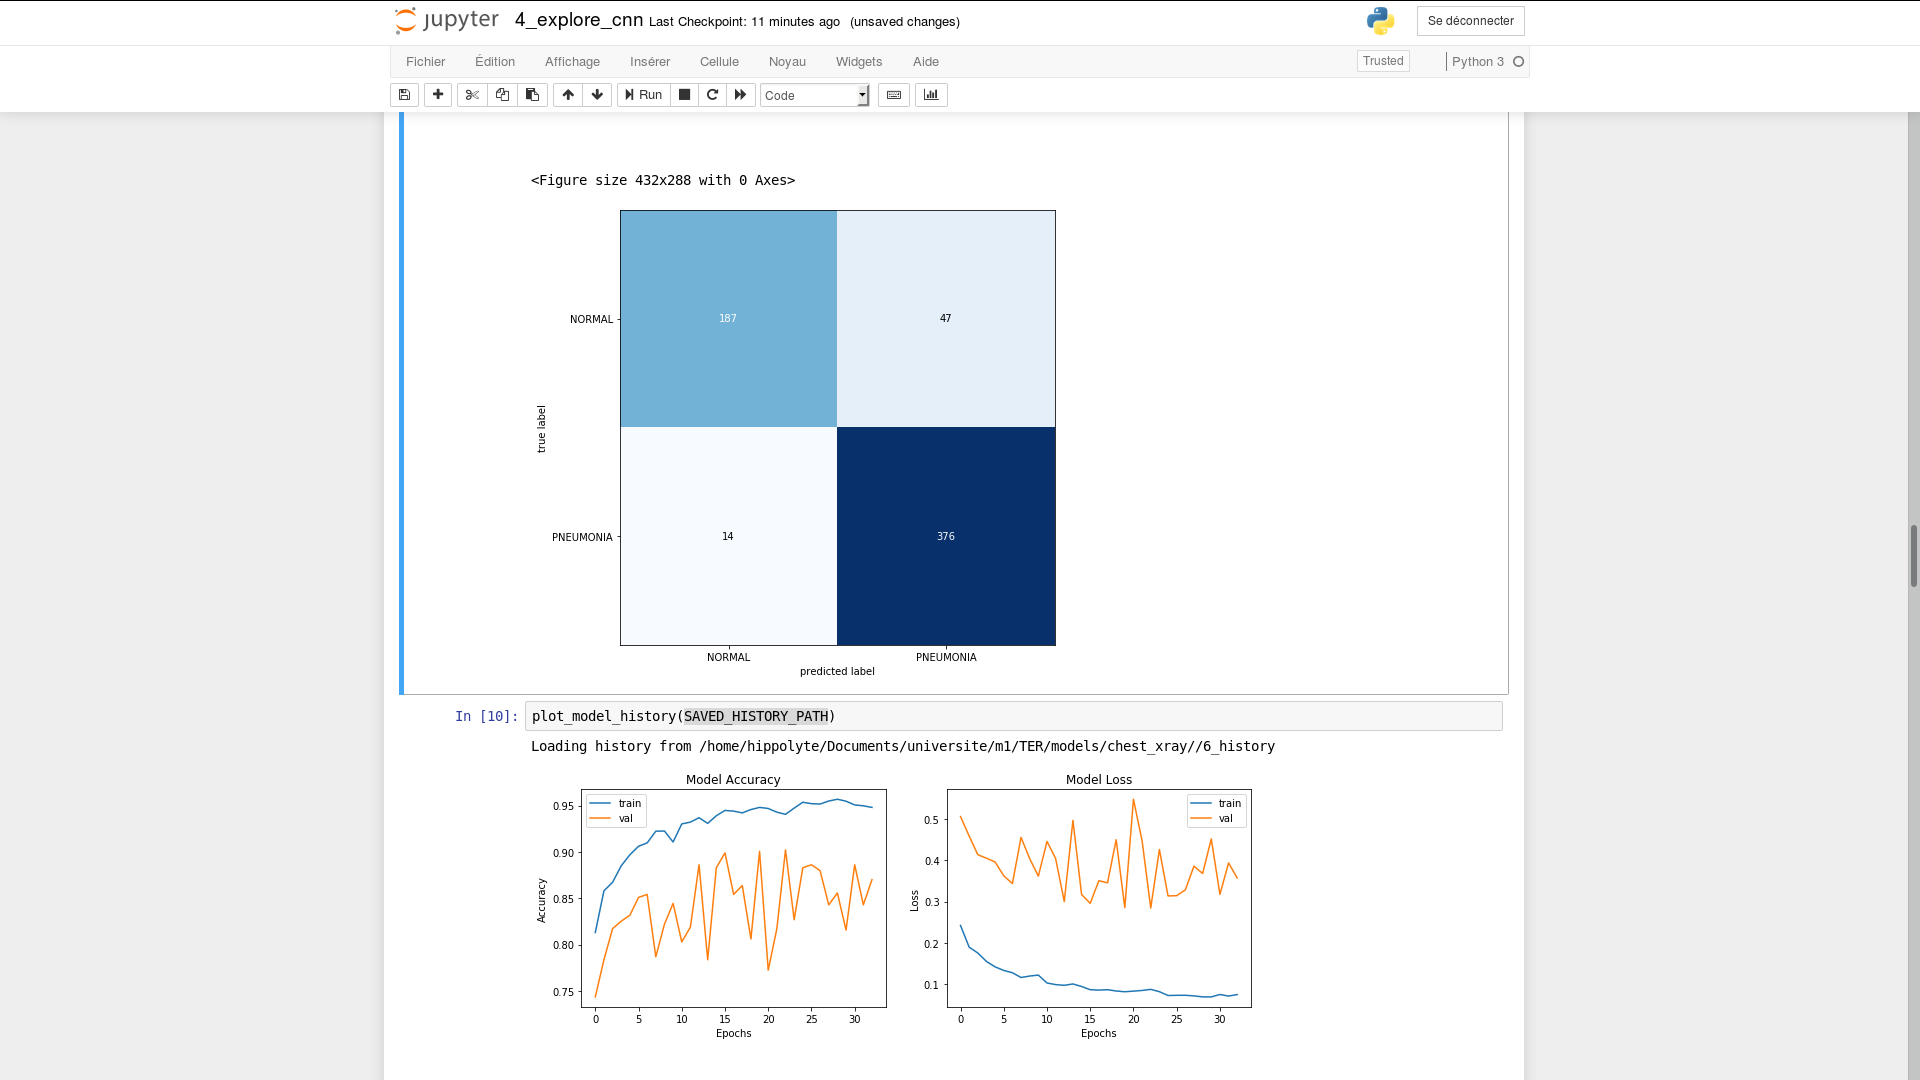 jupyter 4_explore_cnn Last Checkpoint: 11 minutes ago (unsaved changes) Se déconnecter
Fichier Édition Affichage Insérer Cellule Noyau Widgets Aide Trusted Python 3
Run Code
<Figure size 432x288 with 0 Axes>
187 47
NORMAL
true label
PNEUMONIA
14 376
NORMAL PNEUMONIA
predicted label
In [10]: plot_model_history(SAVED_HISTORY_PATH)
Loading history from /home/hippolyte/Documents/universite/m1/TER/models/chest_xray//6_history
Model Accuracy
train
val
0.95
0.90
0.85
0.80
0.75
Accuracy
0 5 10 15 20 25 30
Epochs
Model Loss
train
val
0.5
0.4
0.3
0.2
0.1
Loss
0 5 10 15 20 25 30
Epochs